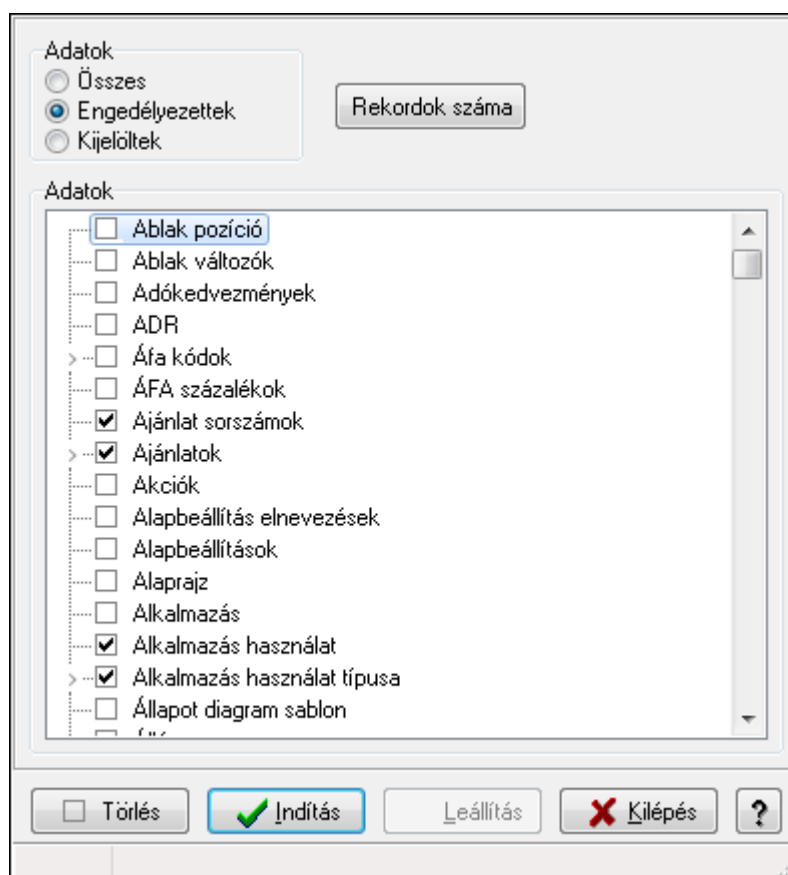 Adatok
Összes
Engedélyezettek
Kijelöltek
Rekordok száma
Adatok
Ablak pozíció
Ablak változók
Adókedvezmények
ADR
Áfa kódok
ÁFA százalékok
Ajánlat sorszámok
Ajánlatok
Akciók
Alapbeállítás elnevezések
Alapbeállítások
Alaprajz
Alkalmazás
Alkalmazás használat
Alkalmazás használat típusa
Állapot diagram sablon
Törlés Indítás Leállítás Kilépés ?